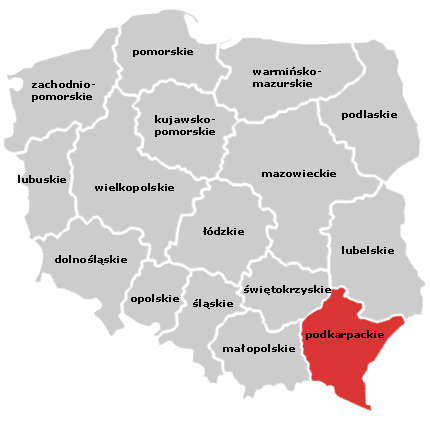 pomorskie
warmińsko-
mazurskie
zachodnio-
pomorskie
podlaskie
kujawsko-
pomorskie
mazowieckie
lubuskie
wielkopolskie
łódzkie
lubelskie
dolnośląskie
świętokrzyskie
opolskie
śląskie
podkarpackie
małopolskie